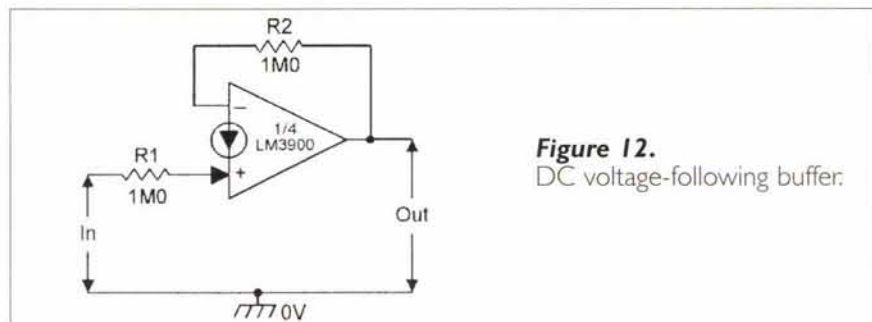 R2
1M0
−
1/4
LM3900
R1
1M0
+
In
Out
0V
Figure 12.
DC voltage-following buffer.